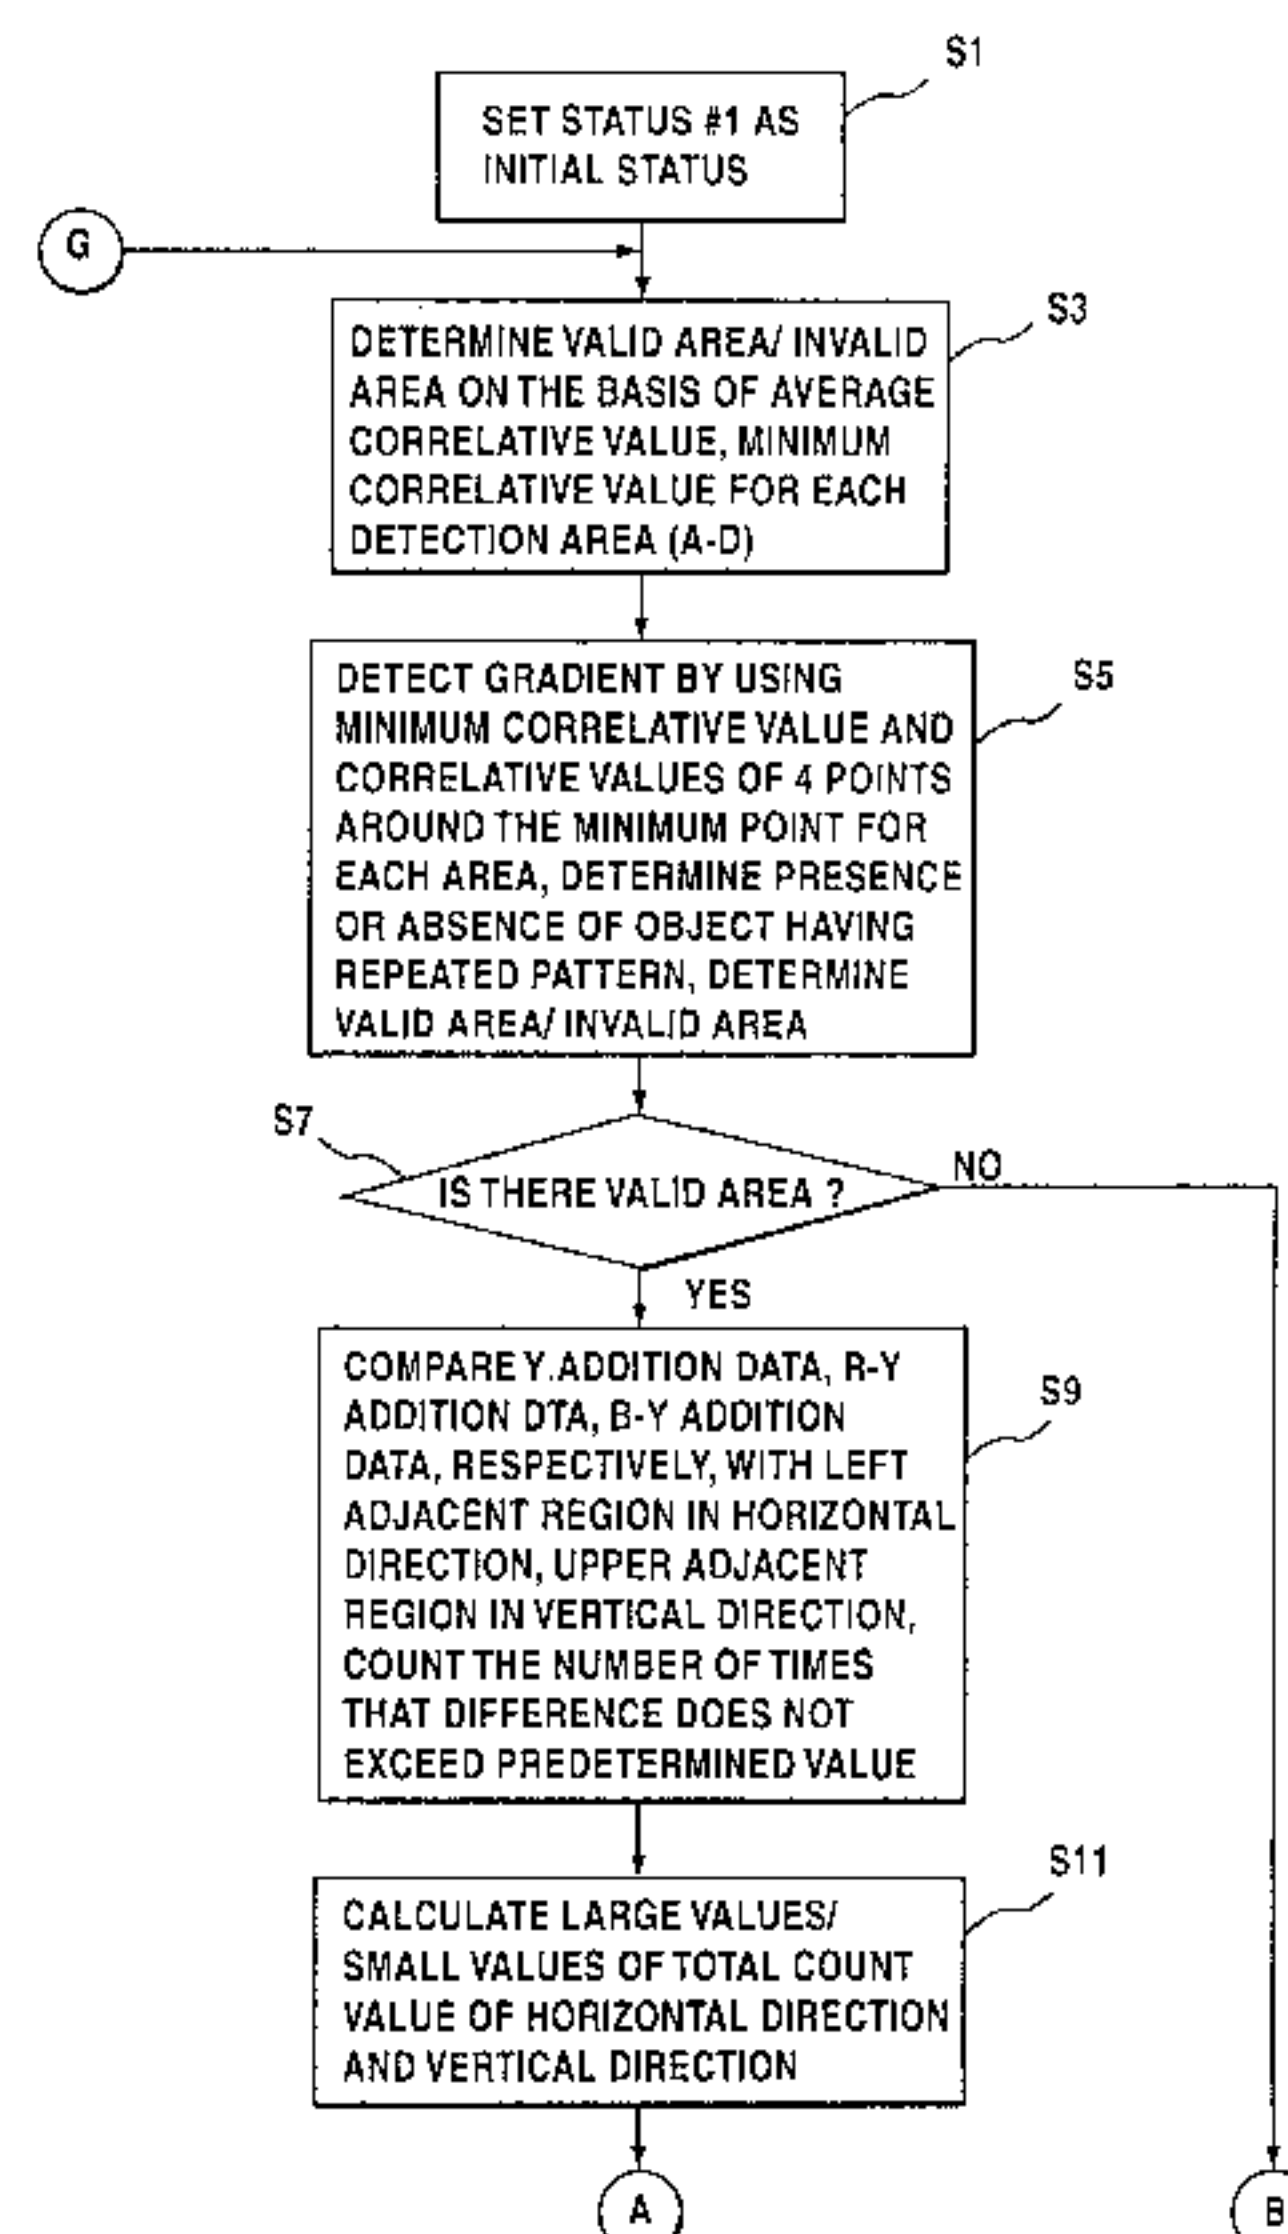 S1
SET STATUS #1 AS
INITIAL STATUS
G
S3
DETERMINE VALID AREA/ INVALID
AREA ON THE BASIS OF AVERAGE
CORRELATIVE VALUE, MINIMUM
CORRELATIVE VALUE FOR EACH
DETECTION AREA (A-D)
S5
DETECT GRADIENT BY USING
MINIMUM CORRELATIVE VALUE AND
CORRELATIVE VALUES OF 4 POINTS
AROUND THE MINIMUM POINT FOR
EACH AREA, DETERMINE PRESENCE
OR ABSENCE OF OBJECT HAVING
REPEATED PATTERN, DETERMINE
VALID AREA/ INVALID AREA
S7
IS THERE VALID AREA ?
NO
YES
S9
COMPARE Y.ADDITION DATA, R-Y
ADDITION DTA, B-Y ADDITION
DATA, RESPECTIVELY, WITH LEFT
ADJACENT REGION IN HORIZONTAL
DIRECTION, UPPER ADJACENT
REGION IN VERTICAL DIRECTION,
COUNT THE NUMBER OF TIMES
THAT DIFFERENCE DOES NOT
EXCEED PREDETERMINED VALUE
S11
CALCULATE LARGE VALUES/
SMALL VALUES OF TOTAL COUNT
VALUE OF HORIZONTAL DIRECTION
AND VERTICAL DIRECTION
A
B